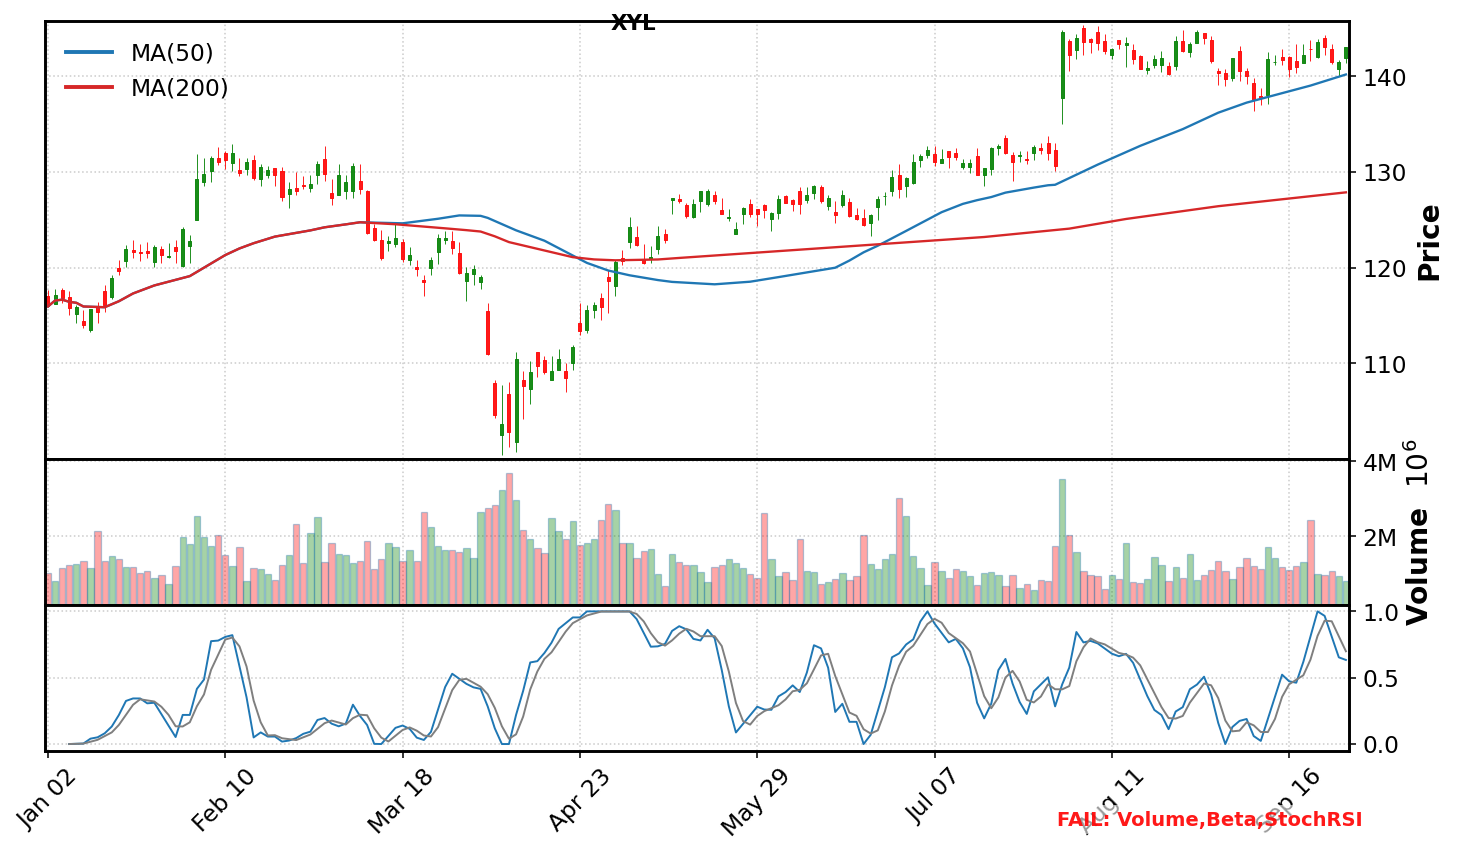 XYL
MA(50)
MA(200)
140
130
120
110
Price
4M
2M
Volume 10^6
1.0
0.5
0.0
Jan 02
Feb 10
Mar 18
Apr 23
May 29
Jul 07
Aug 11
Sep 16
FAIL: Volume,Beta,StochRSI